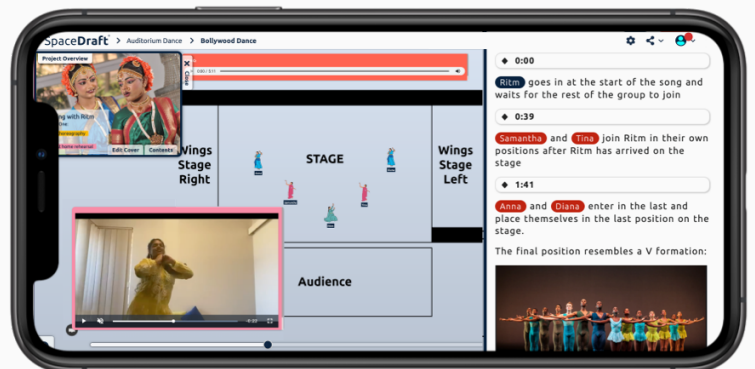 SpaceDraft > Auditorium Dance > Bollywood Dance
Project Overview
Close
ng with Ritm
Edit Cover
Contents
Wings
Stage
Right
STAGE
Wings
Stage
Left
Audience
0:00
Ritm goes in at the start of the song and
waits for the rest of the group to join
0:39
Samantha and Tina join Ritm in their own
positions after Ritm has arrived on the
stage
1:41
Anna and Diana enter in the last and
place themselves in the last position on the
stage.
The final position resembles a V formation: